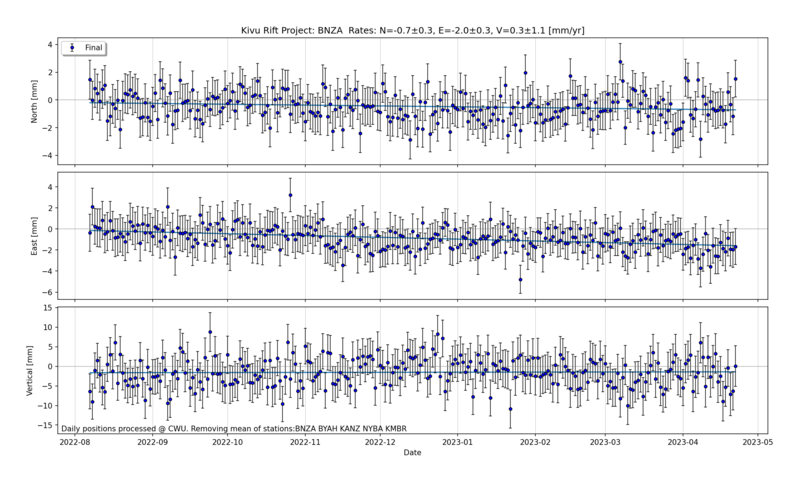 Kivu Rift Project: BNZA  Rates: N=-0.7±0.3, E=-2.0±0.3, V=0.3±1.1 [mm/yr]
Final
North [mm]
4
2
0
−2
−4
East [mm]
4
2
0
−2
−4
−6
Vertical [mm]
15
10
5
0
−5
−10
−15
Daily positions processed @ CWU. Removing mean of stations:BNZA BYAH KANZ NYBA KMBR
2022-08 2022-09 2022-10 2022-11 2022-12 2023-01 2023-02 2023-03 2023-04 2023-05
Date